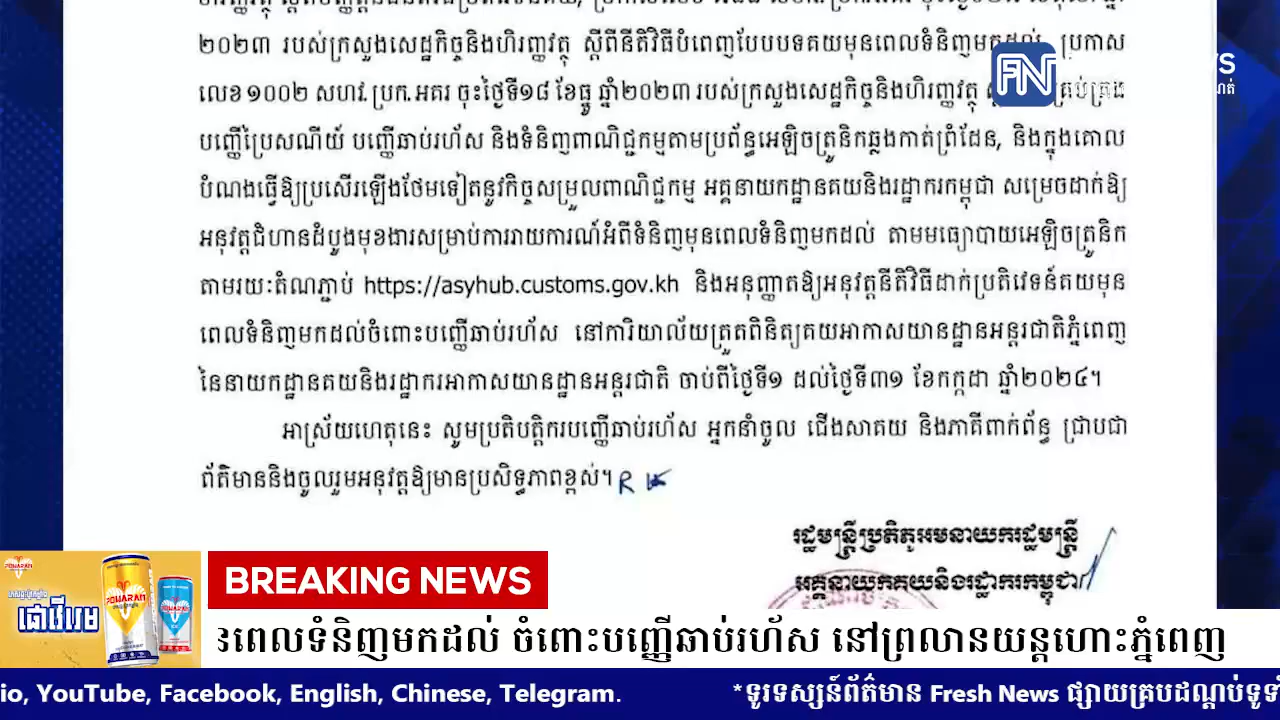 ២០២៣ របស់ក្រសួងសេដ្ឋកិច្ចនិងហិរញ្ញវត្ថុ ស្ដីពីនីតិវិធីបំពេញបែបបទគយមុនពេលទំនិញមកដល់, ប្រកាស
លេខ ១០០២ សហវ. ប្រក. អគរ ចុះថ្ងៃទី១៨ ខែធ្នូ ឆ្នាំ២០២៣ របស់ក្រសួងសេដ្ឋកិច្ចនិងហិរញ្ញវត្ថុ
បញ្ញើប្រៃសណីយ៍ បញ្ញើឆាប់រហ័ស និងទំនិញពាណិជ្ជកម្មតាមប្រព័ន្ធអេឡិចត្រូនិកឆ្លងកាត់ព្រំដែន, និងក្នុងគោល
បំណងធ្វើឱ្យប្រសើរឡើងថែមទៀតនូវកិច្ចសម្រួលពាណិជ្ជកម្ម អគ្គនាយកដ្ឋានគយនិងរដ្ឋាករកម្ពុជា សម្រេចដាក់ឱ្យ
អនុវត្តជំហានដំបូងមុខងារសម្រាប់ការរាយការណ៍អំពីទំនិញមុនពេលទំនិញមកដល់ តាមមធ្យោបាយអេឡិចត្រូនិក
តាមរយៈតំណភ្ជាប់ https://asyhub.customs.gov.kh និងអនុញ្ញាតឱ្យអនុវត្តនីតិវិធីដាក់ប្រតិវេទន៍គយមុន
ពេលទំនិញមកដល់ចំពោះបញ្ញើឆាប់រហ័ស នៅការិយាល័យត្រួតពិនិត្យគយអាកាសយានដ្ឋានអន្តរជាតិភ្នំពេញ
នៃនាយកដ្ឋានគយនិងរដ្ឋាករអាកាសយានដ្ឋានអន្តរជាតិ ចាប់ពីថ្ងៃទី១ ដល់ថ្ងៃទី៣១ ខែកក្កដា ឆ្នាំ២០២៤។
អាស្រ័យហេតុនេះ សូមប្រតិបត្តិករបញ្ញើឆាប់រហ័ស អ្នកនាំចូល ជើងសាគយ និងភាគីពាក់ព័ន្ធ ជ្រាបជា
ព័ត៌មាននិងចូលរួមអនុវត្តឱ្យមានប្រសិទ្ធភាពខ្ពស់។
រដ្ឋមន្ត្រីប្រតិភូអមនាយករដ្ឋមន្ត្រី
អគ្គនាយកគយនិងរដ្ឋាករកម្ពុជា
FN
POWARAM
BREAKING NEWS
ពេលទំនិញមកដល់ ចំពោះបញ្ញើឆាប់រហ័ស នៅព្រលានយន្តហោះភ្នំពេញ
io, YouTube, Facebook, English, Chinese, Telegram. *ទូរទស្សន៍ព័ត៌មាន Fresh News ផ្សាយគ្របដណ្ដប់ទូទាំ